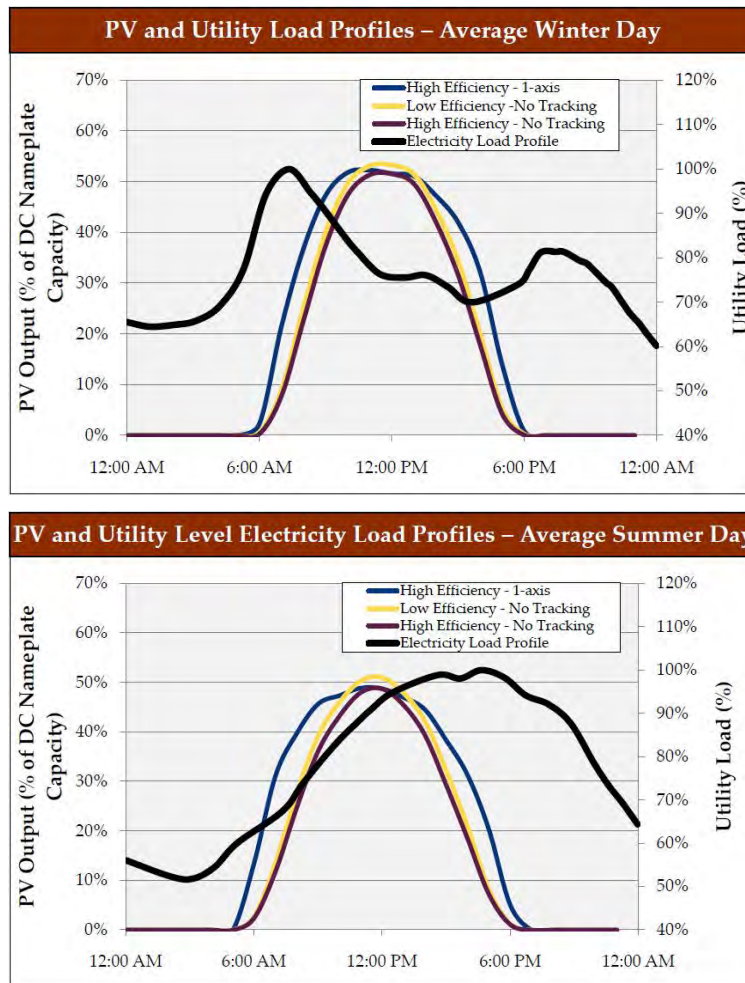 PV and Utility Load Profiles – Average Winter Day
70%
60%
50%
40%
30%
20%
10%
0%
PV Output (% of DC Nameplate
Capacity)
High Efficiency - 1-axis
Low Efficiency -No Tracking
High Efficiency - No Tracking
Electricity Load Profile
120%
110%
100%
90%
80%
70%
60%
50%
40%
Utility Load (%)
12:00 AM
6:00 AM
12:00 PM
6:00 PM
12:00 AM
PV and Utility Level Electricity Load Profiles – Average Summer Day
70%
60%
50%
40%
30%
20%
10%
0%
PV Output (% of DC Nameplate
Capacity)
High Efficiency - 1-axis
Low Efficiency - No Tracking
High Efficiency - No Tracking
Electricity Load Profile
120%
110%
100%
90%
80%
70%
60%
50%
40%
Utility Load (%)
12:00 AM
6:00 AM
12:00 PM
6:00 PM
12:00 AM